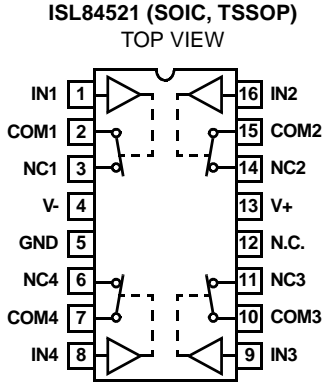 ISL84521 (SOIC, TSSOP)
TOP VIEW
IN1 1 16 IN2
COM1 2 15 COM2
NC1 3 14 NC2
V- 4 13 V+
GND 5 12 N.C.
NC4 6 11 NC3
COM4 7 10 COM3
IN4 8 9 IN3